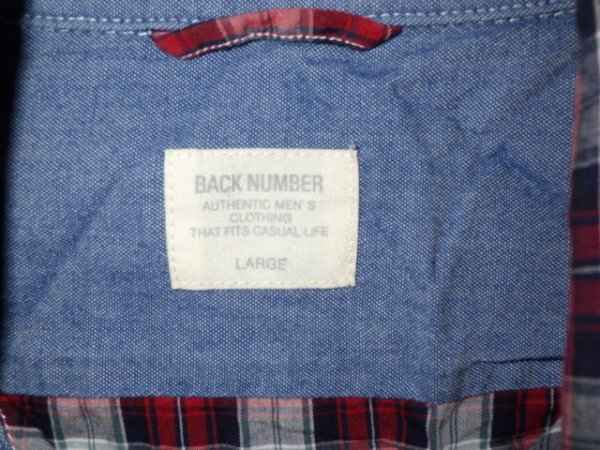 BACK NUMBER
AUTHENTIC MEN'S
CLOTHING
THAT FITS CASUAL LIFE
LARGE